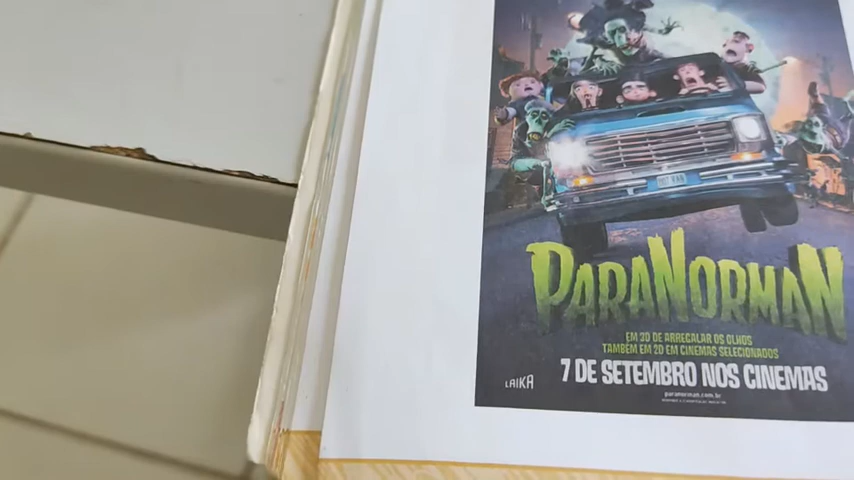 PARANORMAN
EM 3D DE ARREGALAR OS OLHOS
TAMBÉM EM 2D EM CINEMAS SELECIONADOS
7 DE SETEMBRO NOS CINEMAS
LAIKA
paranorman.com.br